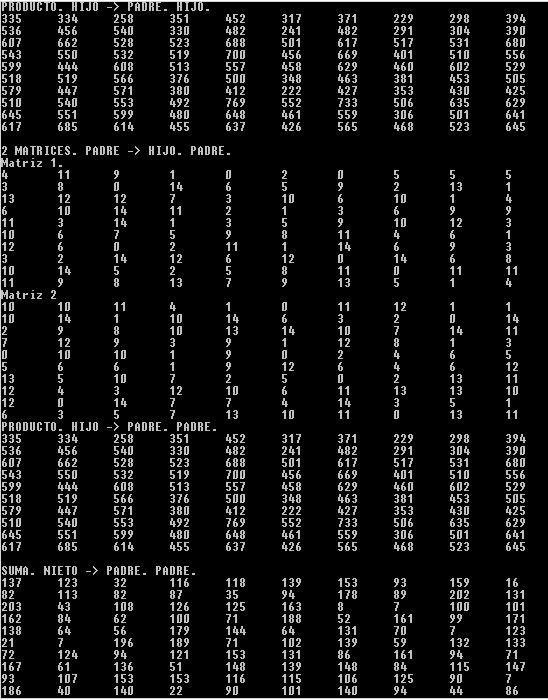 PRODUCTO. HIJO -> PADRE. HIJO.
335 334 258 351 452 317 371 229 298 394
536 456 540 330 482 241 482 291 304 390
607 662 528 523 688 501 617 517 531 680
543 550 532 519 700 456 669 401 510 556
599 444 608 513 557 458 629 460 602 529
518 519 566 376 500 348 463 381 453 505
579 447 571 380 412 222 427 353 430 425
510 540 553 492 769 552 733 506 635 629
645 551 599 480 648 461 559 306 501 641
617 685 614 455 637 426 565 468 523 645
2 MATRICES. PADRE -> HIJO. PADRE.
Matriz 1.
4 11 9 1 0 2 0 5 5 5
3 8 0 14 6 5 9 2 13 1
13 12 12 7 3 10 6 10 1 4
6 10 14 11 2 1 3 6 9 9
11 3 14 1 3 5 9 10 12 3
10 6 7 5 9 8 11 4 6 1
12 6 0 2 11 1 14 6 9 3
3 2 14 12 6 12 0 14 6 8
10 14 5 2 5 8 11 0 11 11
11 9 8 13 7 9 13 5 1 4
Matriz 2
10 10 11 4 1 0 11 12 1 1
10 14 1 10 14 6 3 2 0 14
2 9 8 10 13 14 10 7 14 11
7 12 9 3 9 1 12 8 1 3
0 10 10 1 9 0 2 4 6 5
5 6 6 1 9 12 6 4 6 12
13 5 10 7 2 5 0 2 13 11
12 4 3 12 10 6 11 13 13 10
12 0 14 7 7 4 14 3 5 1
6 3 5 7 13 10 11 0 13 11
PRODUCTO. HIJO -> PADRE. PADRE.
335 334 258 351 452 317 371 229 298 394
536 456 540 330 482 241 482 291 304 390
607 662 528 523 688 501 617 517 531 680
543 550 532 519 700 456 669 401 510 556
599 444 608 513 557 458 629 460 602 529
518 519 566 376 500 348 463 381 453 505
579 447 571 380 412 222 427 353 430 425
510 540 553 492 769 552 733 506 635 629
645 551 599 480 648 461 559 306 501 641
617 685 614 455 637 426 565 468 523 645
SUMA. NIETO -> PADRE. PADRE.
137 123 32 116 118 139 153 93 159 16
82 113 82 87 35 94 178 89 202 131
203 43 108 126 125 163 8 7 100 101
162 84 62 100 71 188 52 161 99 171
138 64 56 179 144 64 131 70 7 123
21 7 196 189 71 102 139 59 132 133
72 124 94 121 153 131 86 161 94 71
167 61 136 51 148 139 148 84 115 147
93 107 153 153 116 115 106 125 90 7
186 40 140 22 90 101 140 94 44 86